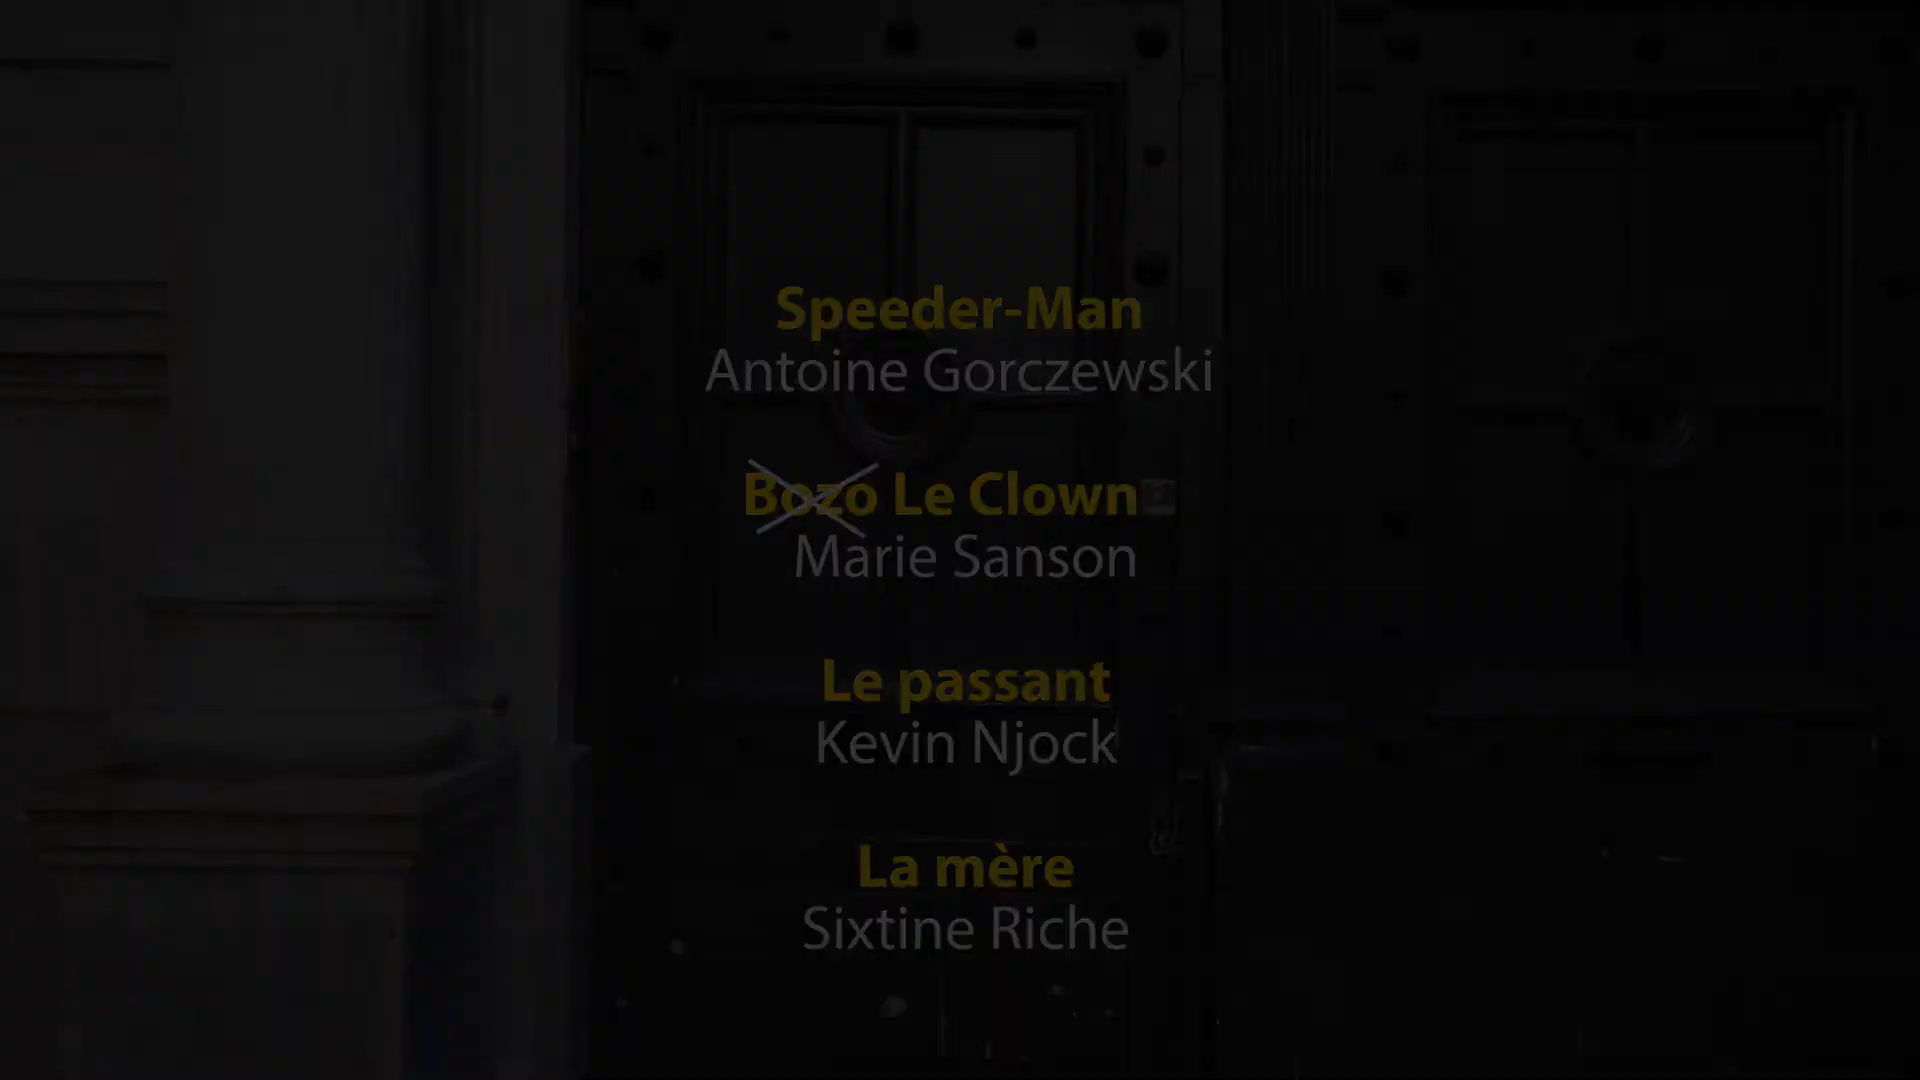 Speeder-Man
Antoine Gorczewski
Bozo Le Clown
Marie Sanson
Le passant
Kevin Njock
La mère
Sixtine Riche